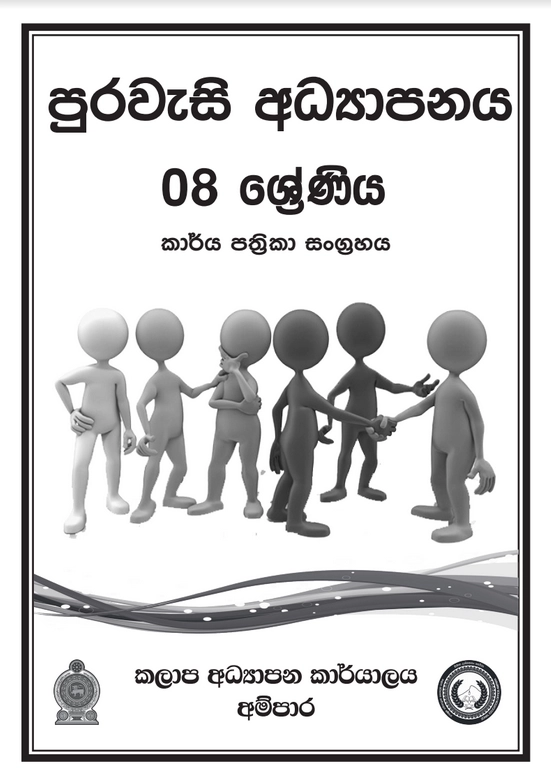 පුරවැසි අධ්‍යාපනය
08 ශ්‍රේණිය
කාර්ය පත්‍රිකා සංග්‍රහය
කලාප අධ්‍යාපන කාර්යාලය
අම්පාර